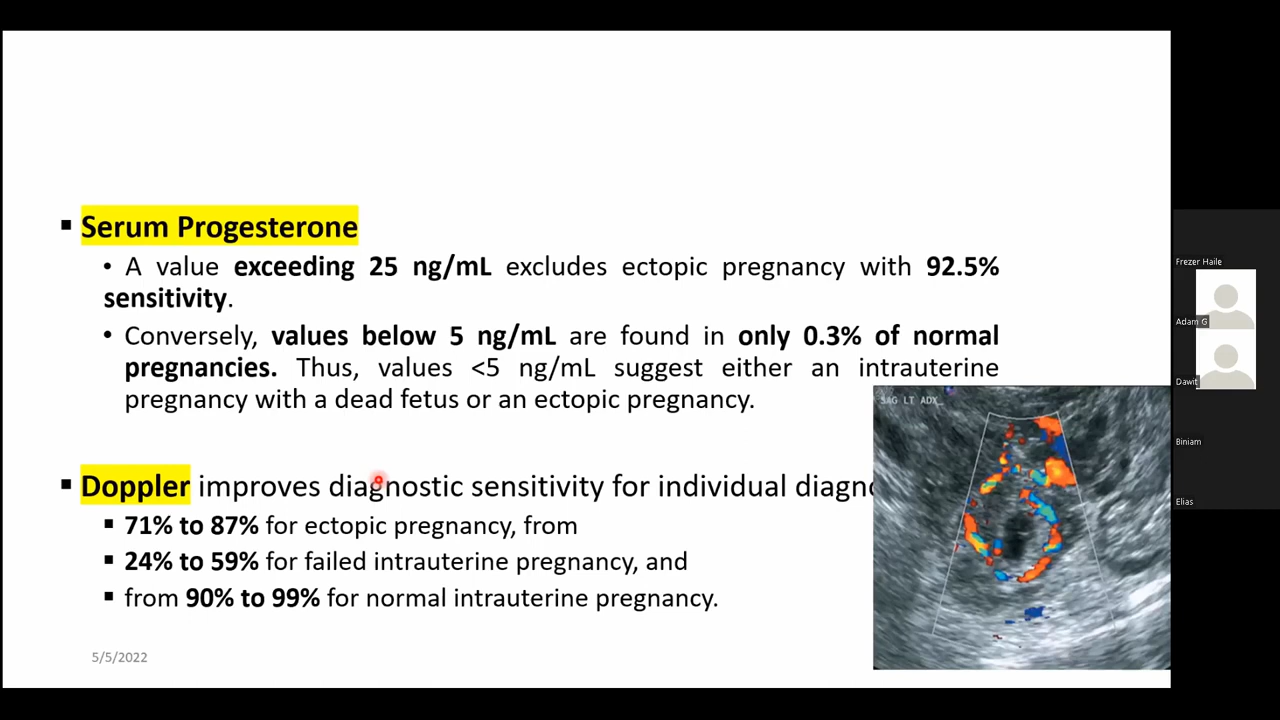 ▪ Serum Progesterone
• A value exceeding 25 ng/mL excludes ectopic pregnancy with 92.5%
sensitivity.
• Conversely, values below 5 ng/mL are found in only 0.3% of normal
pregnancies. Thus, values <5 ng/mL suggest either an intrauterine
pregnancy with a dead fetus or an ectopic pregnancy.
▪ Doppler improves diagnostic sensitivity for individual diagno
▪ 71% to 87% for ectopic pregnancy, from
▪ 24% to 59% for failed intrauterine pregnancy, and
▪ from 90% to 99% for normal intrauterine pregnancy.
5/5/2022
SAG LT ADX_
Frezer Haile
Adam G
Dawit
Biniam
Elias